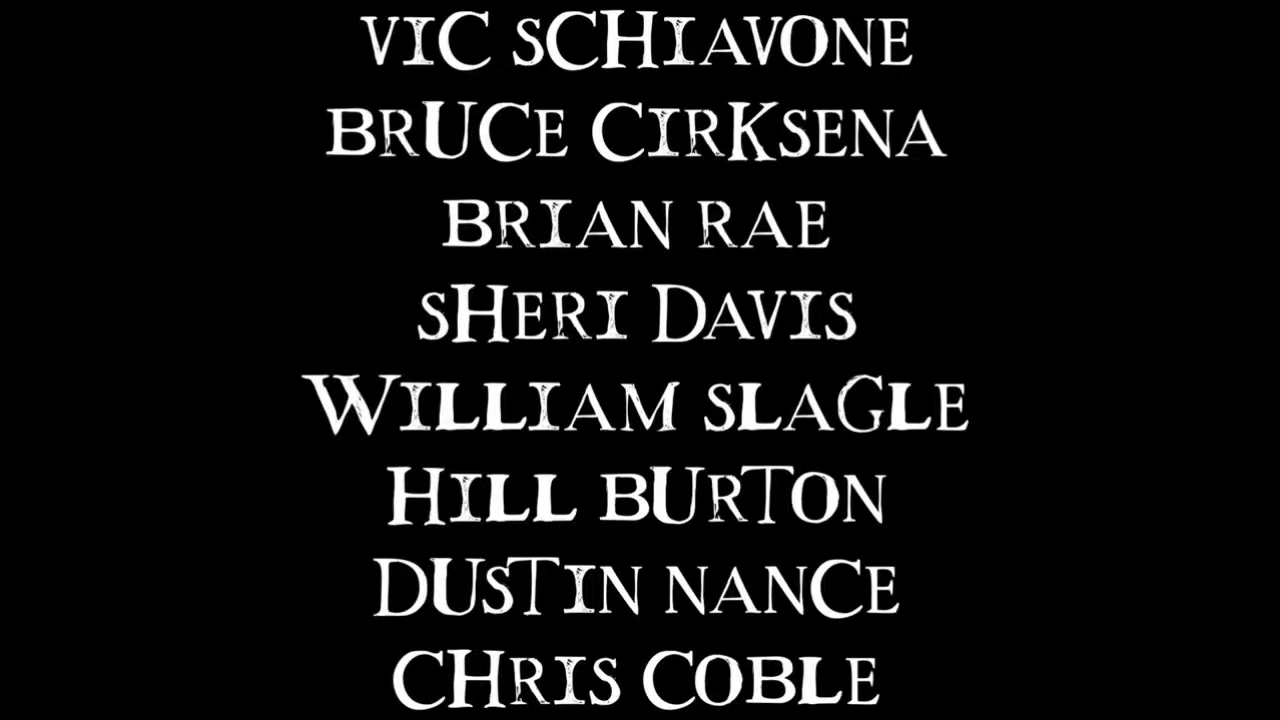 VIC SCHIAVONE
BRUCE CIRKSENA
BRIAN RAE
SHERI DAVIS
WILLIAM SLAGLE
HILL BURTON
DUSTIN NANCE
CHRIS COBLE